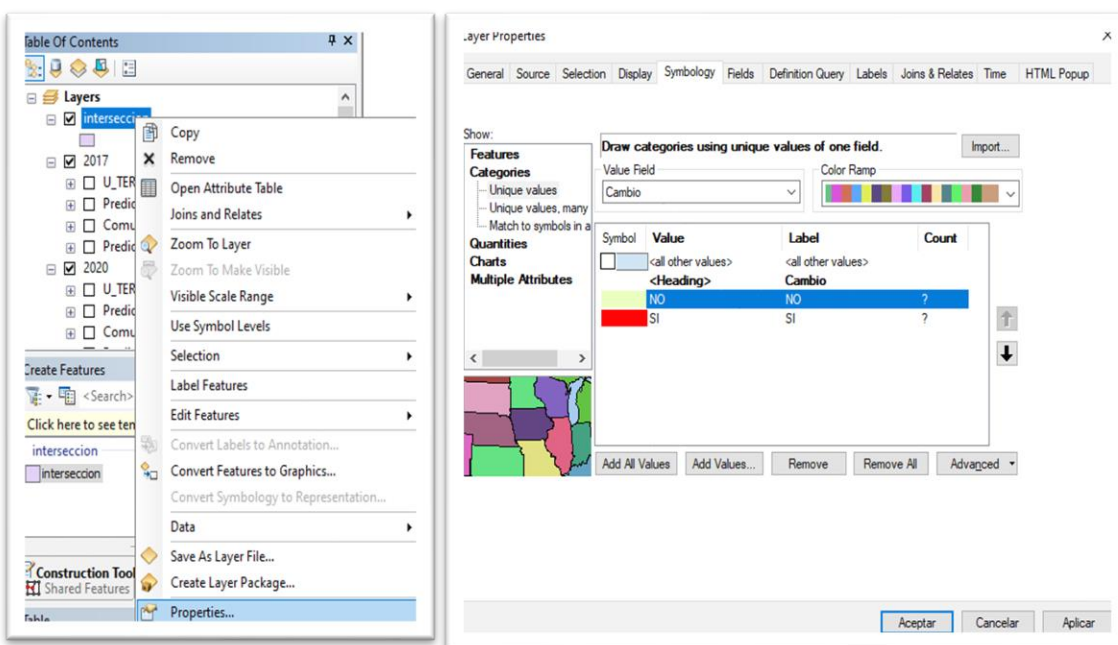 Table Of Contents
Layers
interseccion
2017
U_TER
Predic
Comu
Predic
2020
U_TER
Predic
Comu
Create Features
<Search>
Click here to see ten
interseccion
interseccion
Construction Tool
Shared Features
Table
Copy
Remove
Open Attribute Table
Joins and Relates
Zoom To Layer
Zoom To Make Visible
Visible Scale Range
Use Symbol Levels
Selection
Label Features
Edit Features
Convert Labels to Annotation...
Convert Features to Graphics...
Convert Symbology to Representation...
Data
Save As Layer File...
Create Layer Package...
Properties...
Layer Properties
General Source Selection Display Symbology Fields Definition Query Labels Joins & Relates Time HTML Popup
Show:
Features
Categories
Unique values
Unique values, many
Match to symbols in a
Quantities
Charts
Multiple Attributes
Draw categories using unique values of one field.
Import...
Value Field
Cambio
Color Ramp
Symbol Value Label Count
<all other values> <all other values>
<Heading> Cambio
NO NO ?
SI SI ?
Add All Values Add Values... Remove Remove All Advanced
Aceptar Cancelar Aplicar